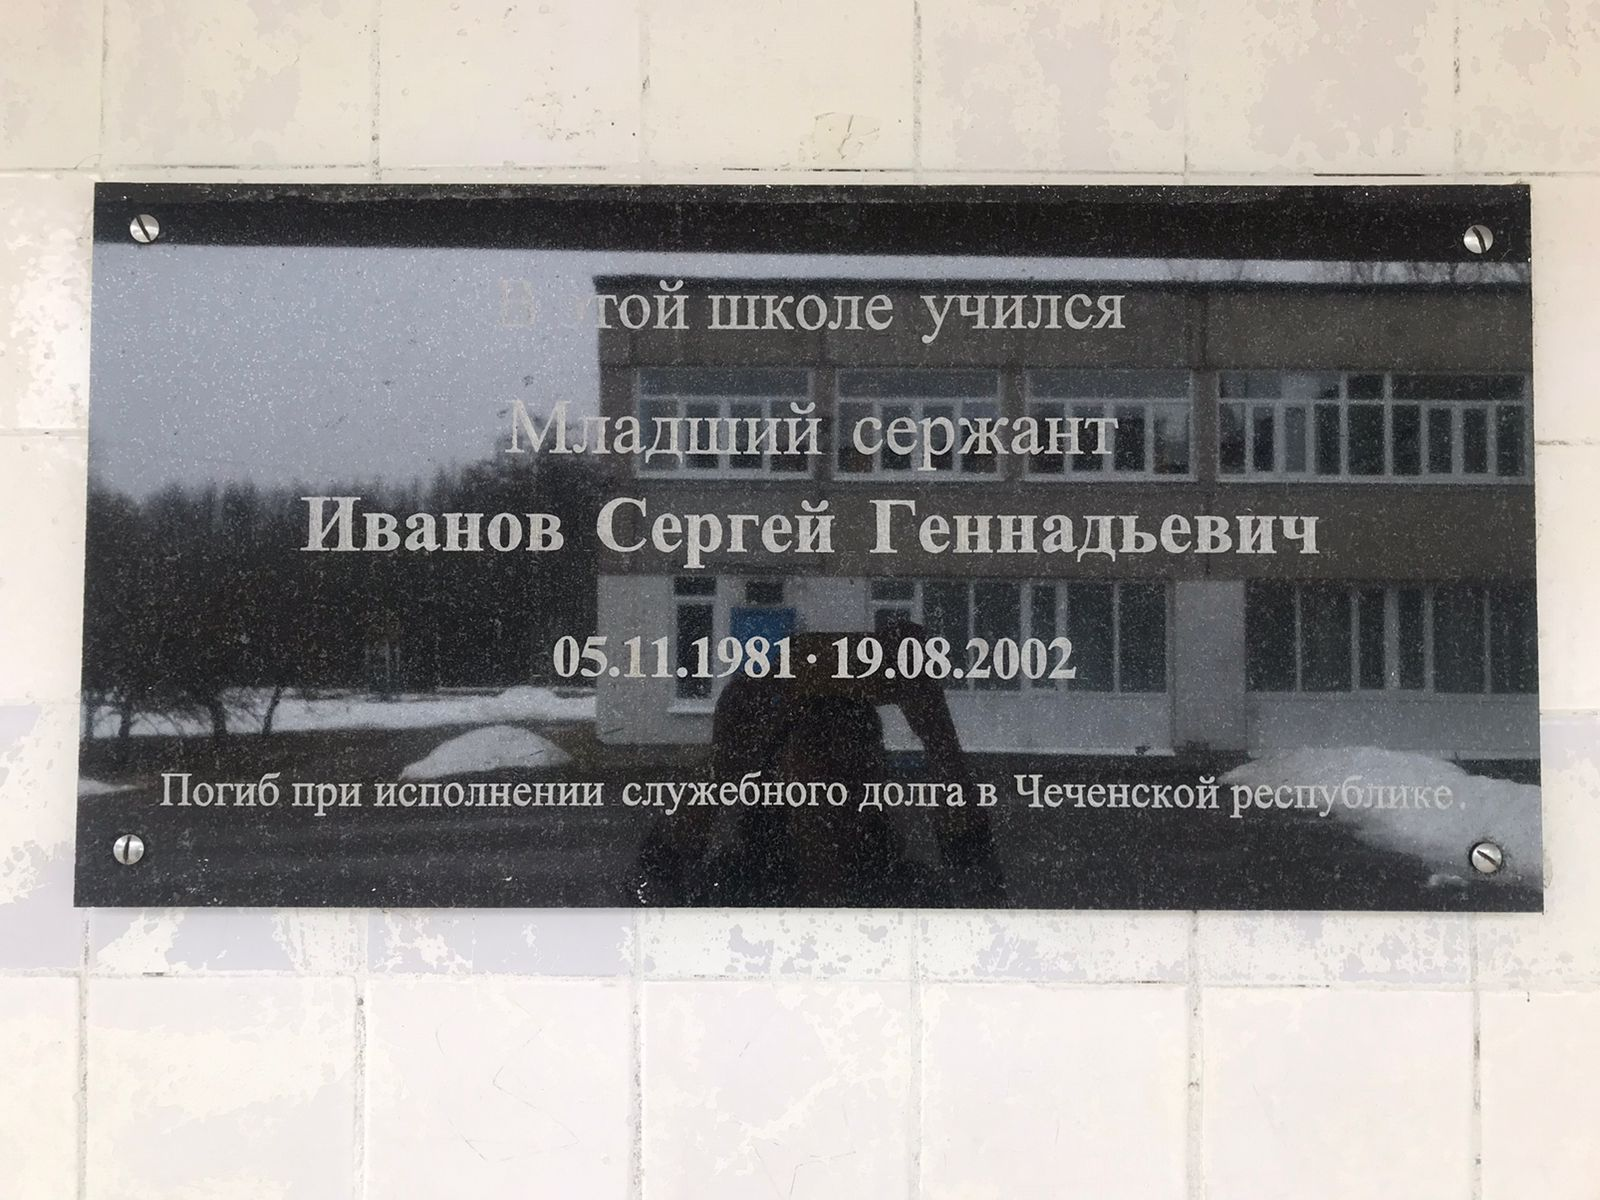 В этой школе учился
Младший сержант
Иванов Сергей Геннадьевич
05.11.1981 · 19.08.2002
Погиб при исполнении служебного долга в Чеченской республике.